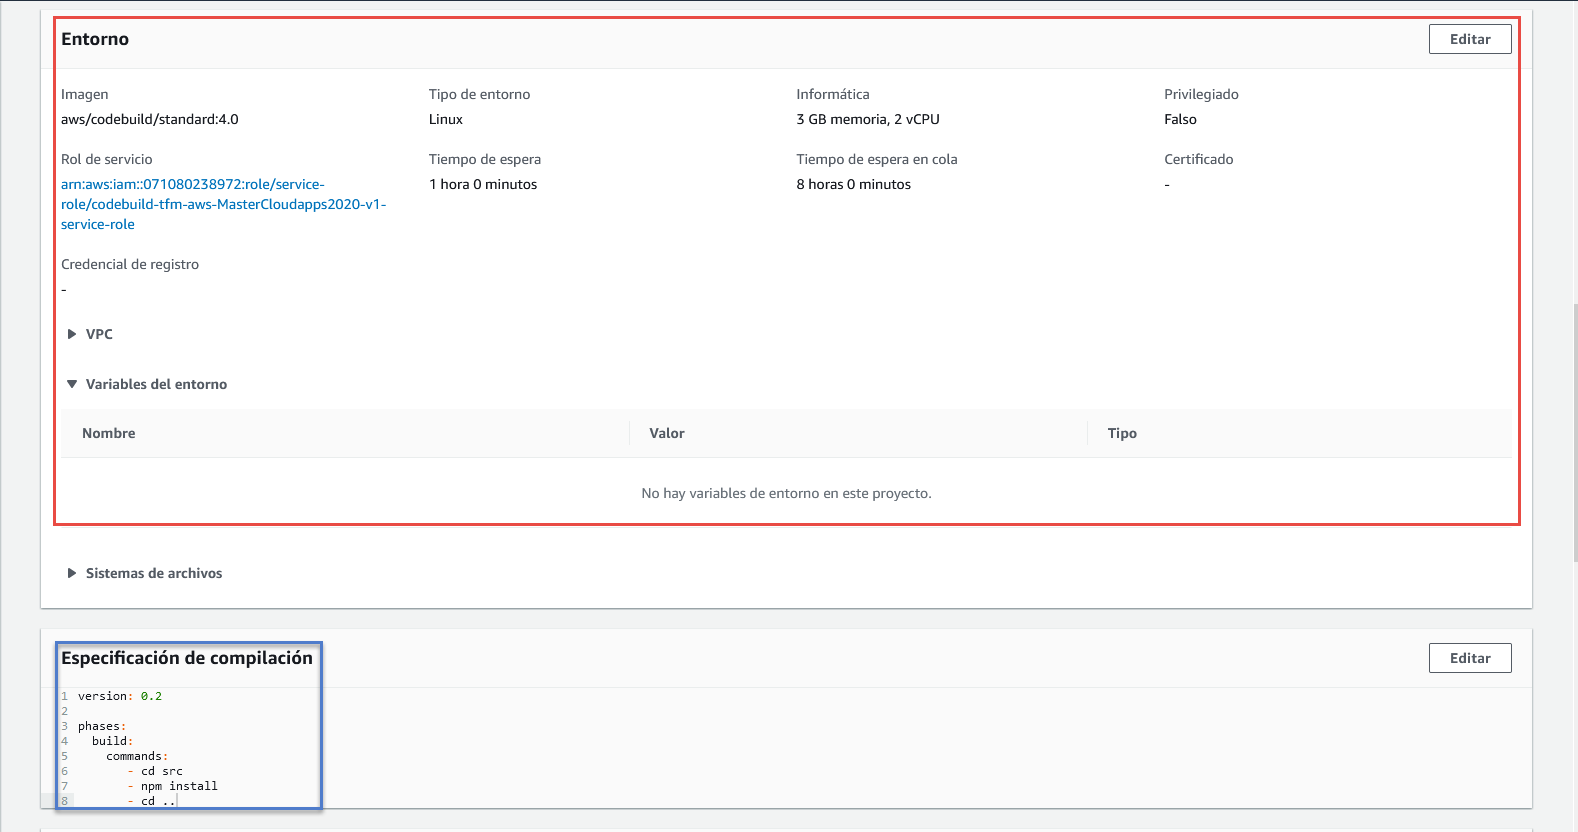 Entorno
Editar
Imagen
Tipo de entorno
Informática
Privilegiado
aws/codebuild/standard:4.0
Linux
3 GB memoria, 2 vCPU
Falso
Rol de servicio
Tiempo de espera
Tiempo de espera en cola
Certificado
arn:aws:iam::071080238972:role/service-
role/codebuild-tfm-aws-MasterCloudapps2020-v1-
service-role
1 hora 0 minutos
8 horas 0 minutos
-
Credencial de registro
-
VPC
Variables del entorno
Nombre
Valor
Tipo
No hay variables de entorno en este proyecto.
Sistemas de archivos
Especificación de compilación
Editar
1 version: 0.2
2
3 phases:
4   build:
5     commands:
6        - cd src
7        - npm install
8        - cd ..